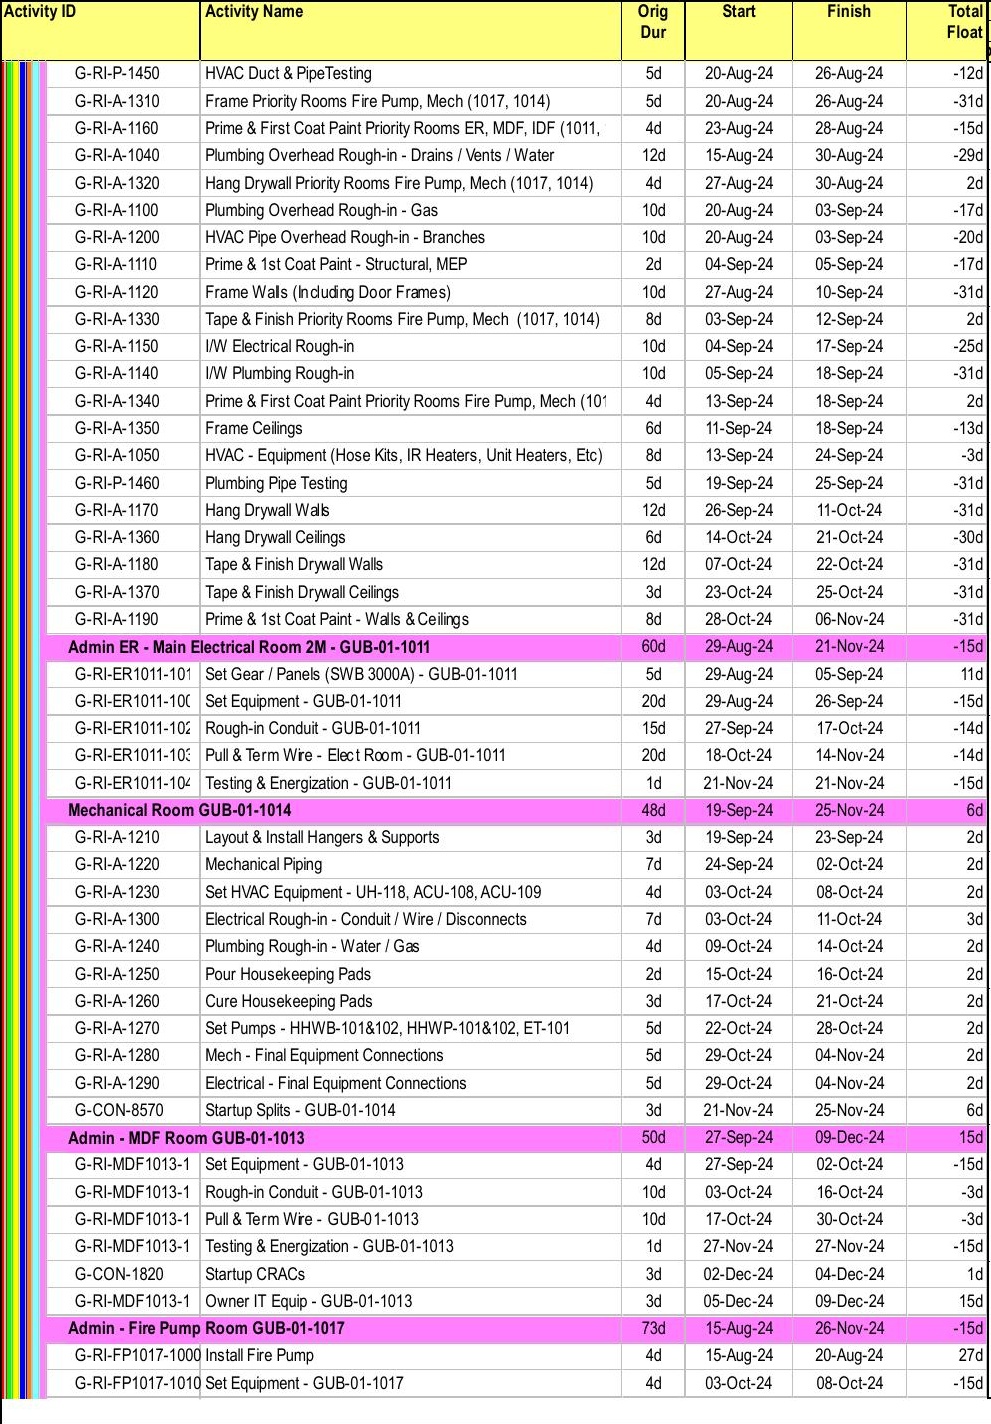 Activity ID Activity Name Orig Dur Start Finish Total Float
G-RI-P-1450 HVAC Duct & PipeTesting 5d 20-Aug-24 26-Aug-24 -12d
G-RI-A-1310 Frame Priority Rooms Fire Pump, Mech (1017, 1014) 5d 20-Aug-24 26-Aug-24 -31d
G-RI-A-1160 Prime & First Coat Paint Priority Rooms ER, MDF, IDF (1011, 4d 23-Aug-24 28-Aug-24 -15d
G-RI-A-1040 Plumbing Overhead Rough-in - Drains / Vents / Water 12d 15-Aug-24 30-Aug-24 -29d
G-RI-A-1320 Hang Drywall Priority Rooms Fire Pump, Mech (1017, 1014) 4d 27-Aug-24 30-Aug-24 2d
G-RI-A-1100 Plumbing Overhead Rough-in - Gas 10d 20-Aug-24 03-Sep-24 -17d
G-RI-A-1200 HVAC Pipe Overhead Rough-in - Branches 10d 20-Aug-24 03-Sep-24 -20d
G-RI-A-1110 Prime & 1st Coat Paint - Structural, MEP 2d 04-Sep-24 05-Sep-24 -17d
G-RI-A-1120 Frame Walls (Including Door Frames) 10d 27-Aug-24 10-Sep-24 -31d
G-RI-A-1330 Tape & Finish Priority Rooms Fire Pump, Mech (1017, 1014) 8d 03-Sep-24 12-Sep-24 2d
G-RI-A-1150 I/W Electrical Rough-in 10d 04-Sep-24 17-Sep-24 -25d
G-RI-A-1140 I/W Plumbing Rough-in 10d 05-Sep-24 18-Sep-24 -31d
G-RI-A-1340 Prime & First Coat Paint Priority Rooms Fire Pump, Mech (101 4d 13-Sep-24 18-Sep-24 2d
G-RI-A-1350 Frame Ceilings 6d 11-Sep-24 18-Sep-24 -13d
G-RI-A-1050 HVAC - Equipment (Hose Kits, IR Heaters, Unit Heaters, Etc) 8d 13-Sep-24 24-Sep-24 -3d
G-RI-P-1460 Plumbing Pipe Testing 5d 19-Sep-24 25-Sep-24 -31d
G-RI-A-1170 Hang Drywall Walls 12d 26-Sep-24 11-Oct-24 -31d
G-RI-A-1360 Hang Drywall Ceilings 6d 14-Oct-24 21-Oct-24 -30d
G-RI-A-1180 Tape & Finish Drywall Walls 12d 07-Oct-24 22-Oct-24 -31d
G-RI-A-1370 Tape & Finish Drywall Ceilings 3d 23-Oct-24 25-Oct-24 -31d
G-RI-A-1190 Prime & 1st Coat Paint - Walls & Ceilings 8d 28-Oct-24 06-Nov-24 -31d
Admin ER - Main Electrical Room 2M - GUB-01-1011 60d 29-Aug-24 21-Nov-24 -15d
G-RI-ER1011-101 Set Gear / Panels (SWB 3000A) - GUB-01-1011 5d 29-Aug-24 05-Sep-24 11d
G-RI-ER1011-100 Set Equipment - GUB-01-1011 20d 29-Aug-24 26-Sep-24 -15d
G-RI-ER1011-102 Rough-in Conduit - GUB-01-1011 15d 27-Sep-24 17-Oct-24 -14d
G-RI-ER1011-103 Pull & Term Wire - Elect Room - GUB-01-1011 20d 18-Oct-24 14-Nov-24 -14d
G-RI-ER1011-104 Testing & Energization - GUB-01-1011 1d 21-Nov-24 21-Nov-24 -15d
Mechanical Room GUB-01-1014 48d 19-Sep-24 25-Nov-24 6d
G-RI-A-1210 Layout & Install Hangers & Supports 3d 19-Sep-24 23-Sep-24 2d
G-RI-A-1220 Mechanical Piping 7d 24-Sep-24 02-Oct-24 2d
G-RI-A-1230 Set HVAC Equipment - UH-118, ACU-108, ACU-109 4d 03-Oct-24 08-Oct-24 2d
G-RI-A-1300 Electrical Rough-in - Conduit / Wire / Disconnects 7d 03-Oct-24 11-Oct-24 3d
G-RI-A-1240 Plumbing Rough-in - Water / Gas 4d 09-Oct-24 14-Oct-24 2d
G-RI-A-1250 Pour Housekeeping Pads 2d 15-Oct-24 16-Oct-24 2d
G-RI-A-1260 Cure Housekeeping Pads 3d 17-Oct-24 21-Oct-24 2d
G-RI-A-1270 Set Pumps - HHWB-101&102, HHWP-101&102, ET-101 5d 22-Oct-24 28-Oct-24 2d
G-RI-A-1280 Mech - Final Equipment Connections 5d 29-Oct-24 04-Nov-24 2d
G-RI-A-1290 Electrical - Final Equipment Connections 5d 29-Oct-24 04-Nov-24 2d
G-CON-8570 Startup Splits - GUB-01-1014 3d 21-Nov-24 25-Nov-24 6d
Admin - MDF Room GUB-01-1013 50d 27-Sep-24 09-Dec-24 15d
G-RI-MDF1013-1 Set Equipment - GUB-01-1013 4d 27-Sep-24 02-Oct-24 -15d
G-RI-MDF1013-1 Rough-in Conduit - GUB-01-1013 10d 03-Oct-24 16-Oct-24 -3d
G-RI-MDF1013-1 Pull & Term Wire - GUB-01-1013 10d 17-Oct-24 30-Oct-24 -3d
G-RI-MDF1013-1 Testing & Energization - GUB-01-1013 1d 27-Nov-24 27-Nov-24 -15d
G-CON-1820 Startup CRACs 3d 02-Dec-24 04-Dec-24 1d
G-RI-MDF1013-1 Owner IT Equip - GUB-01-1013 3d 05-Dec-24 09-Dec-24 15d
Admin - Fire Pump Room GUB-01-1017 73d 15-Aug-24 26-Nov-24 -15d
G-RI-FP1017-1000 Install Fire Pump 4d 15-Aug-24 20-Aug-24 27d
G-RI-FP1017-1010 Set Equipment - GUB-01-1017 4d 03-Oct-24 08-Oct-24 -15d